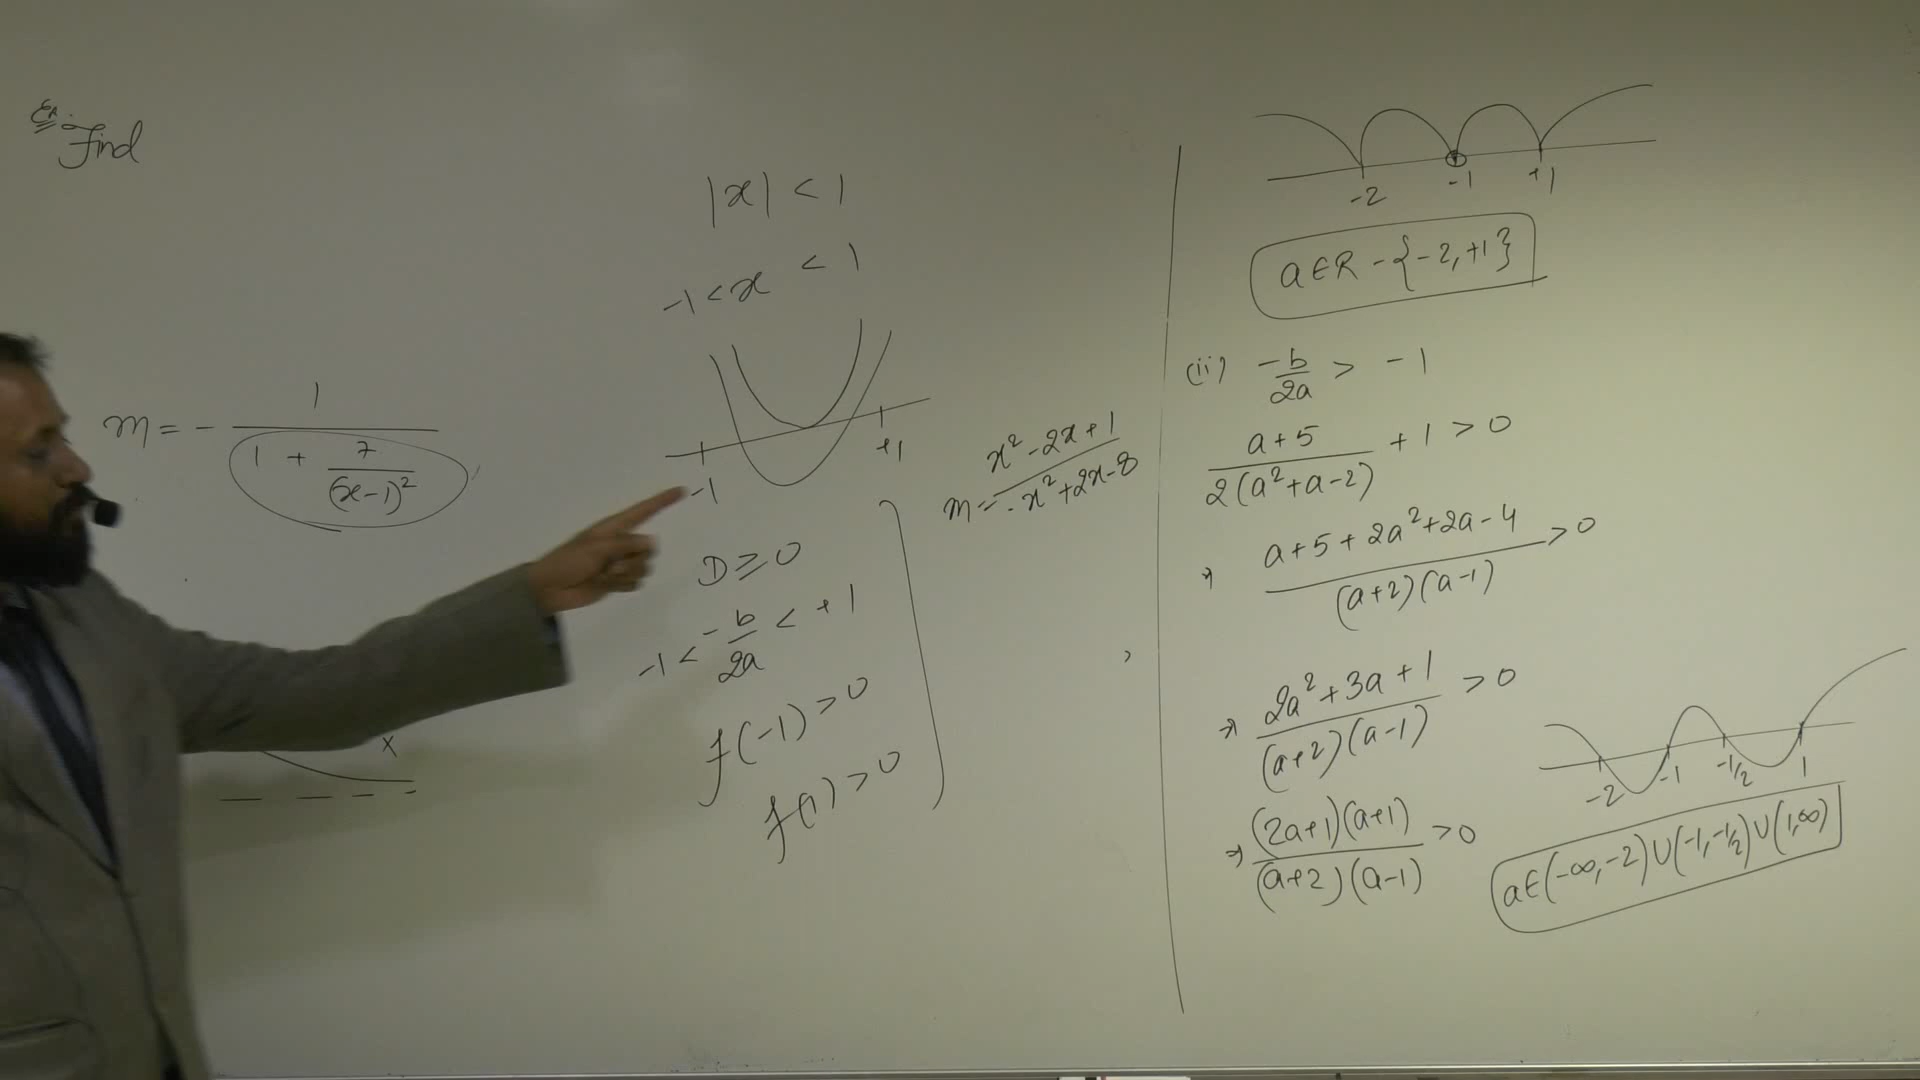 Ex. Find
m = - 1 / (1 + 7/(x-1)²)
x
|x| < 1
-1 < x < 1
-1 +1
D ≥ 0
-1 < -b/2a < +1
f(-1) > 0
f(1) > 0
m = (x² - 2x + 1) / (-x² + 2x - 8)
-2 -1 +1
a ∈ R - {-2, +1}
(ii) -b/2a > -1
(a+5) / 2(a²+a-2) + 1 > 0
⇒ (a+5+2a²+2a-4) / (a+2)(a-1) > 0
⇒ (2a²+3a+1) / (a+2)(a-1) > 0
-2 -1 -1/2 1
⇒ (2a+1)(a+1) / (a+2)(a-1) > 0
a ∈ (-∞,-2) ∪ (-1,-1/2) ∪ (1,∞)